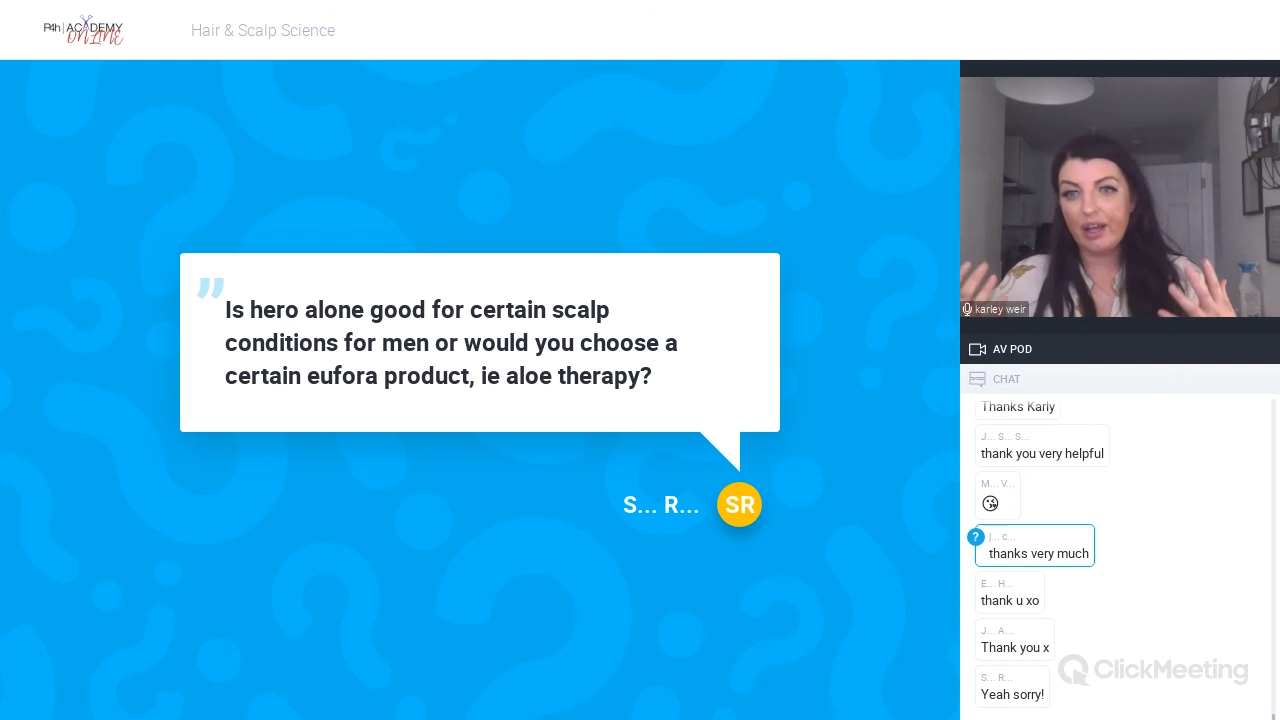 P4h | ACADEMY
ONLINE
Hair & Scalp Science
Is hero alone good for certain scalp
conditions for men or would you choose a
certain eufora product, ie aloe therapy?
S... R...
SR
karley weir
AV POD
CHAT
Thanks Karly
J... S... S...
thank you very helpful
M... V...
?
j... c...
thanks very much
E... H...
thank u xo
J... A...
Thank you x
S... R...
Yeah sorry!
ClickMeeting